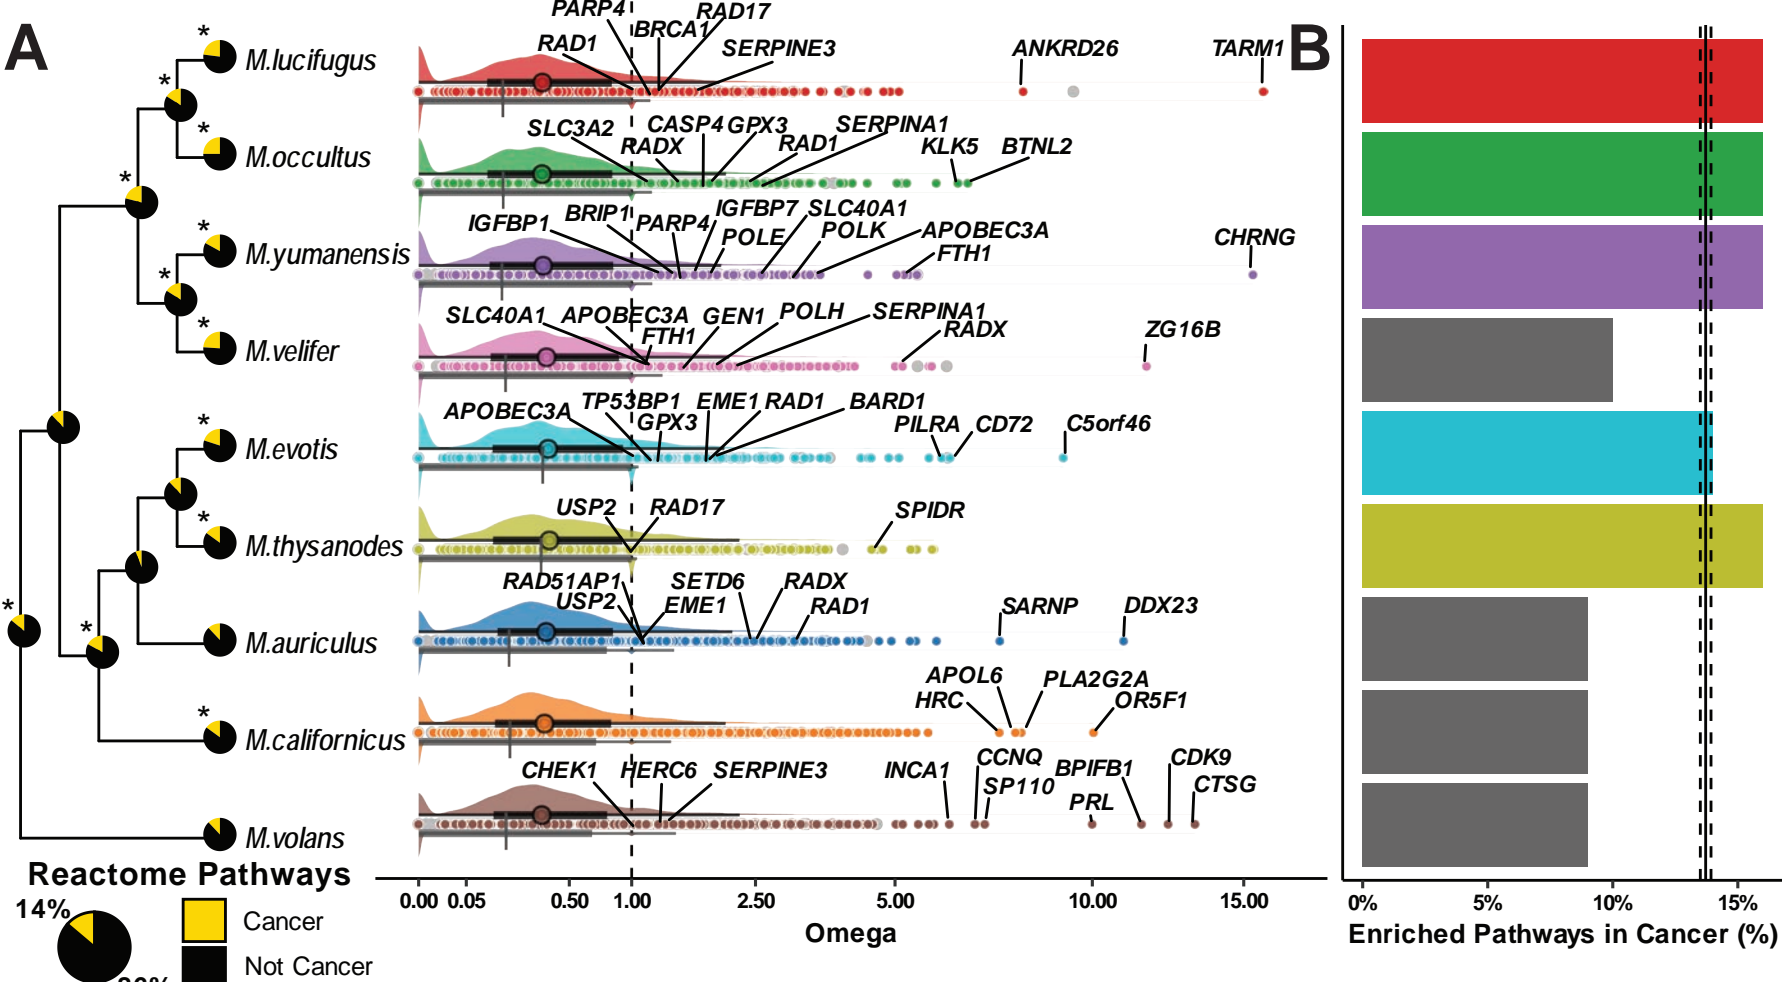 A
B
PARP4
RAD17
BRCA1
RAD1
SERPINE3
ANKRD26
TARM1
*
M.lucifugus
*
SLC3A2
CASP4
GPX3
SERPINA1
RADX
RAD1
KLK5
BTNL2
*
M.occultus
*
IGFBP1
BRIP1
PARP4
IGFBP7
SLC40A1
POLE
POLK
APOBEC3A
FTH1
CHRNG
*
M.yumanensis
*
SLC40A1
APOBEC3A
FTH1
GEN1
POLH
SERPINA1
RADX
ZG16B
*
M.velifer
APOBEC3A
TP53BP1
GPX3
EME1
RAD1
BARD1
PILRA
CD72
C5orf46
*
M.evotis
USP2
RAD17
SPIDR
*
M.thysanodes
RAD51AP1
USP2
SETD6
EME1
RADX
RAD1
SARNP
DDX23
*
*
M.auriculus
APOL6
HRC
PLA2G2A
OR5F1
*
M.californicus
CHEK1
HERC6
SERPINE3
INCA1
CCNQ
SP110
BPIFB1
PRL
CDK9
CTSG
M.volans
Reactome Pathways
14%
Cancer
Not Cancer
0.00 0.05 0.50 1.00 2.50 5.00 10.00 15.00
Omega
0% 5% 10% 15%
Enriched Pathways in Cancer (%)